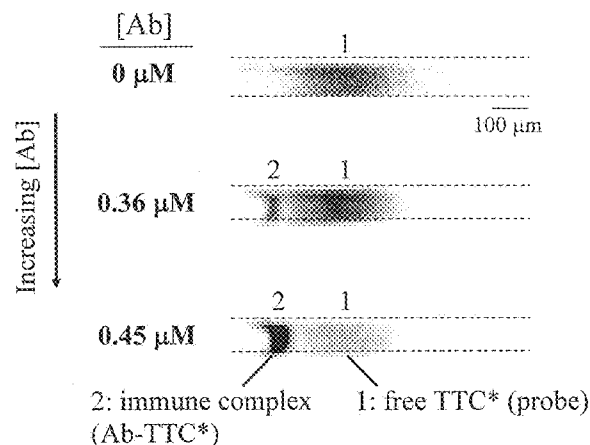 [Ab]
1
0 µM
100 µm
Increasing [Ab]
2 1
0.36 µM
2 1
0.45 µM
2: immune complex
(Ab-TTC*)
1: free TTC* (probe)